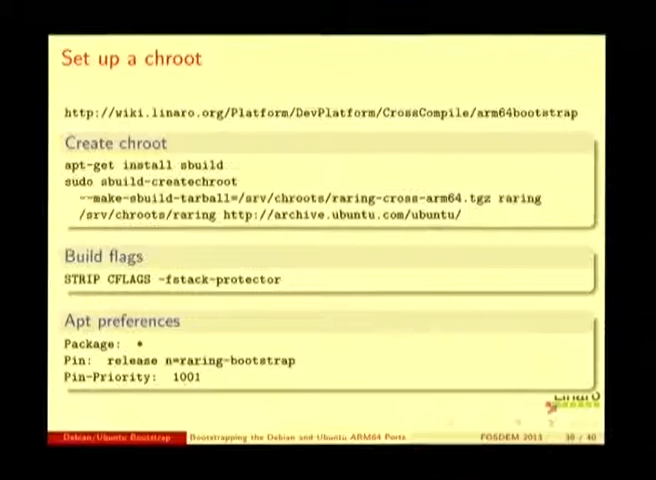 Set up a chroot
http://wiki.linaro.org/Platform/DevPlatform/CrossCompile/arm64bootstrap
Create chroot
apt-get install sbuild
sudo sbuild-createchroot
--make-sbuild-tarball=/srv/chroots/raring-cross-arm64.tgz raring
/srv/chroots/raring http://archive.ubuntu.com/ubuntu/
Build flags
STRIP CFLAGS -fstack-protector
Apt preferences
Package: *
Pin: release n=raring-bootstrap
Pin-Priority: 1001
Linaro
Debian/Ubuntu Bootstrap Bootstrapping the Debian and Ubuntu ARM64 Ports FOSDEM 2013 / 40